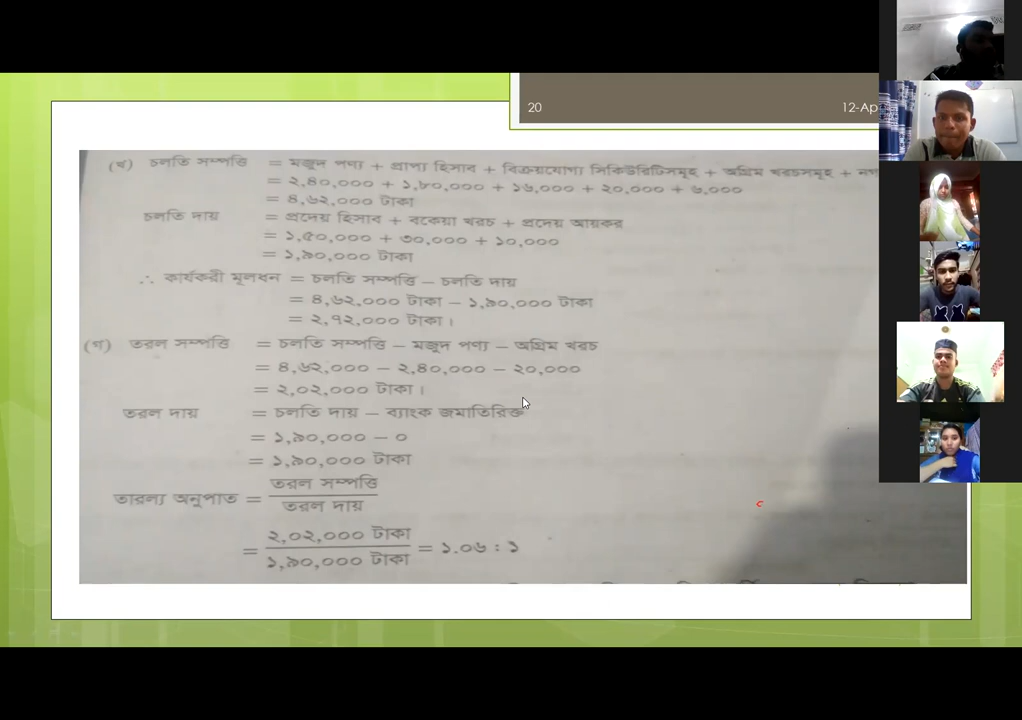 20
12-Ap
(খ) চলতি সম্পত্তি = মজুদ পণ্য + প্রাপ্য হিসাব + বিক্রয়যোগ্য সিকিউরিটিসমূহ + অগ্রিম খরচসমূহ + নগ
= ২,৪০,০০০ + ১,৮০,০০০ + ১৬,০০০ + ২০,০০০ + ৬,০০০
= ৪,৬২,০০০ টাকা
চলতি দায় = প্রদেয় হিসাব + বকেয়া খরচ + প্রদেয় আয়কর
= ১,৫০,০০০ + ৩০,০০০ + ১০,০০০
= ১,৯০,০০০ টাকা
∴ কার্যকরী মূলধন = চলতি সম্পত্তি – চলতি দায়
= ৪,৬২,০০০ টাকা – ১,৯০,০০০ টাকা
= ২,৭২,০০০ টাকা।
(গ) তরল সম্পত্তি = চলতি সম্পত্তি – মজুদ পণ্য – অগ্রিম খরচ
= ৪,৬২,০০০ – ২,৪০,০০০ – ২০,০০০
= ২,০২,০০০ টাকা।
তরল দায় = চলতি দায় – ব্যাংক জমাতিরিক্ত
= ১,৯০,০০০ – ০
= ১,৯০,০০০ টাকা
তারল্য অনুপাত = তরল সম্পত্তি
তরল দায়
= ২,০২,০০০ টাকা = ১.০৬ : ১
১,৯০,০০০ টাকা